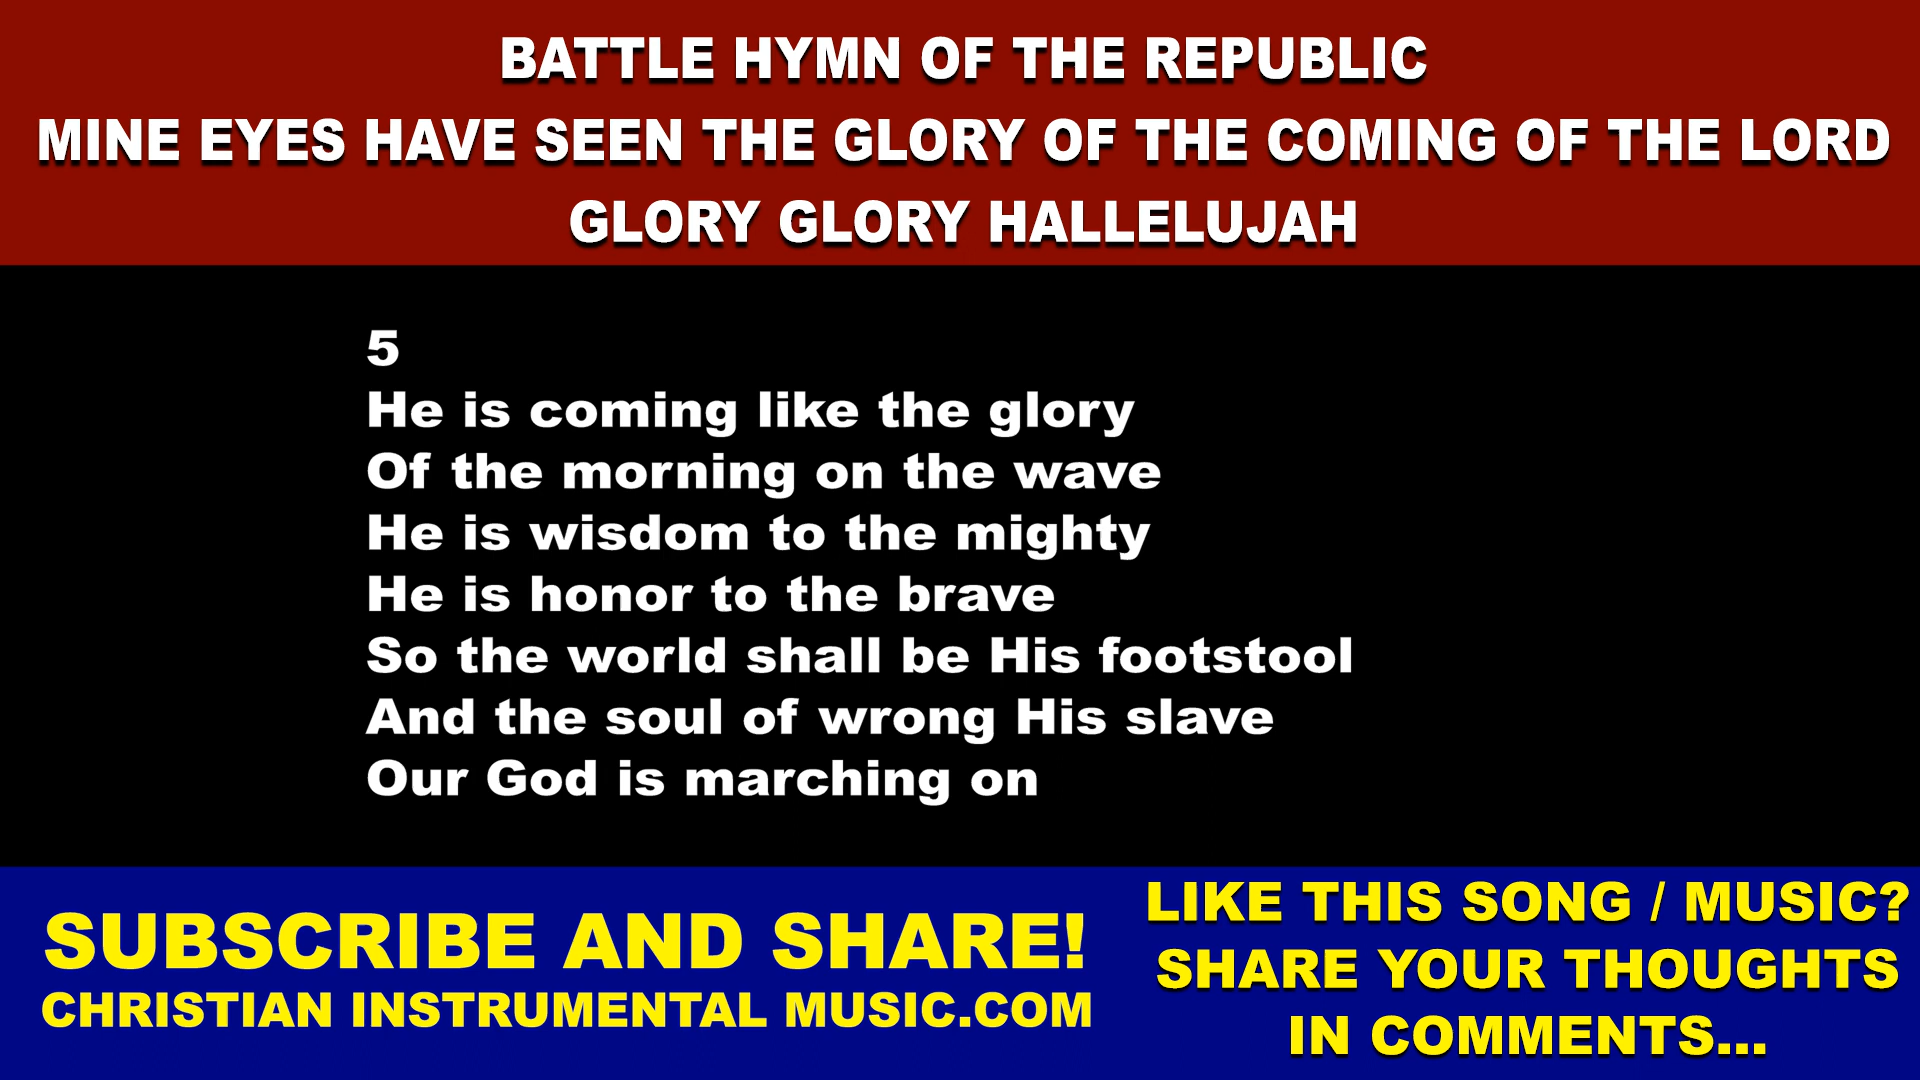 BATTLE HYMN OF THE REPUBLIC
MINE EYES HAVE SEEN THE GLORY OF THE COMING OF THE LORD
GLORY GLORY HALLELUJAH
5
He is coming like the glory
Of the morning on the wave
He is wisdom to the mighty
He is honor to the brave
So the world shall be His footstool
And the soul of wrong His slave
Our God is marching on
SUBSCRIBE AND SHARE!
CHRISTIAN INSTRUMENTAL MUSIC.COM
LIKE THIS SONG / MUSIC?
SHARE YOUR THOUGHTS
IN COMMENTS...